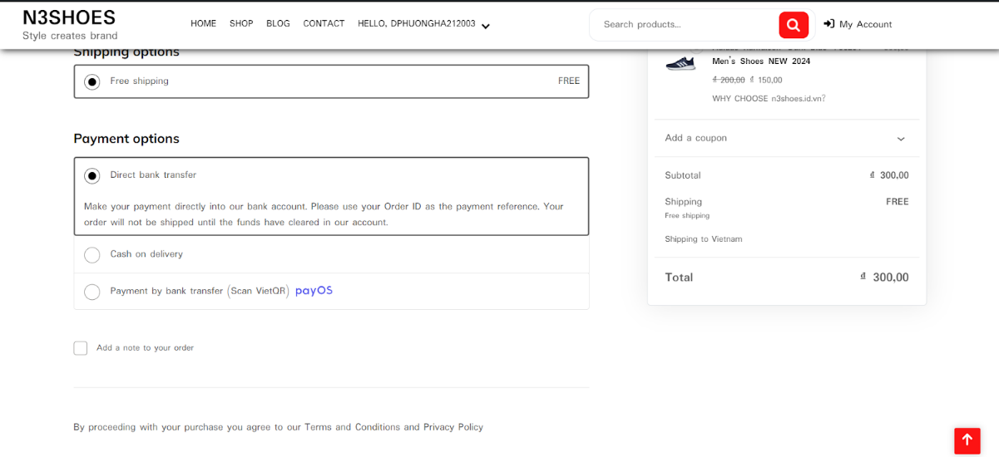 N3SHOES
Style creates brand
HOME SHOP BLOG CONTACT HELLO, DPHUONGHA212003
Search products...
My Account
Shipping options
Free shipping FREE
Payment options
Direct bank transfer
Make your payment directly into our bank account. Please use your Order ID as the payment reference. Your
order will not be shipped until the funds have cleared in our account.
Cash on delivery
Payment by bank transfer (Scan VietQR) payOS
Add a note to your order
By proceeding with your purchase you agree to our Terms and Conditions and Privacy Policy
Men's Shoes NEW 2024
₫ 200,00 ₫ 150,00
WHY CHOOSE n3shoes.id.vn?
Add a coupon
Subtotal ₫ 300,00
Shipping FREE
Free shipping
Shipping to Vietnam
Total ₫ 300,00